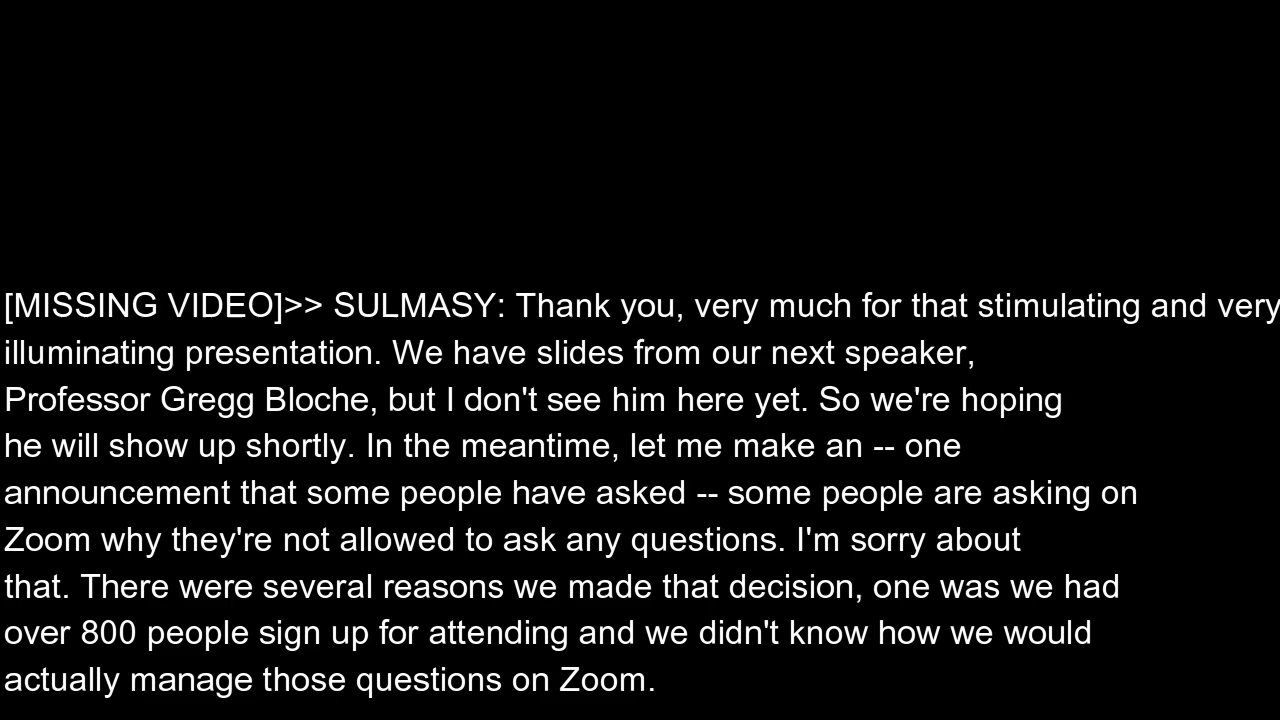 [MISSING VIDEO]>> SULMASY: Thank you, very much for that stimulating and very
illuminating presentation. We have slides from our next speaker,
Professor Gregg Bloche, but I don't see him here yet. So we're hoping
he will show up shortly. In the meantime, let me make an -- one
announcement that some people have asked -- some people are asking on
Zoom why they're not allowed to ask any questions. I'm sorry about
that. There were several reasons we made that decision, one was we had
over 800 people sign up for attending and we didn't know how we would
actually manage those questions on Zoom.